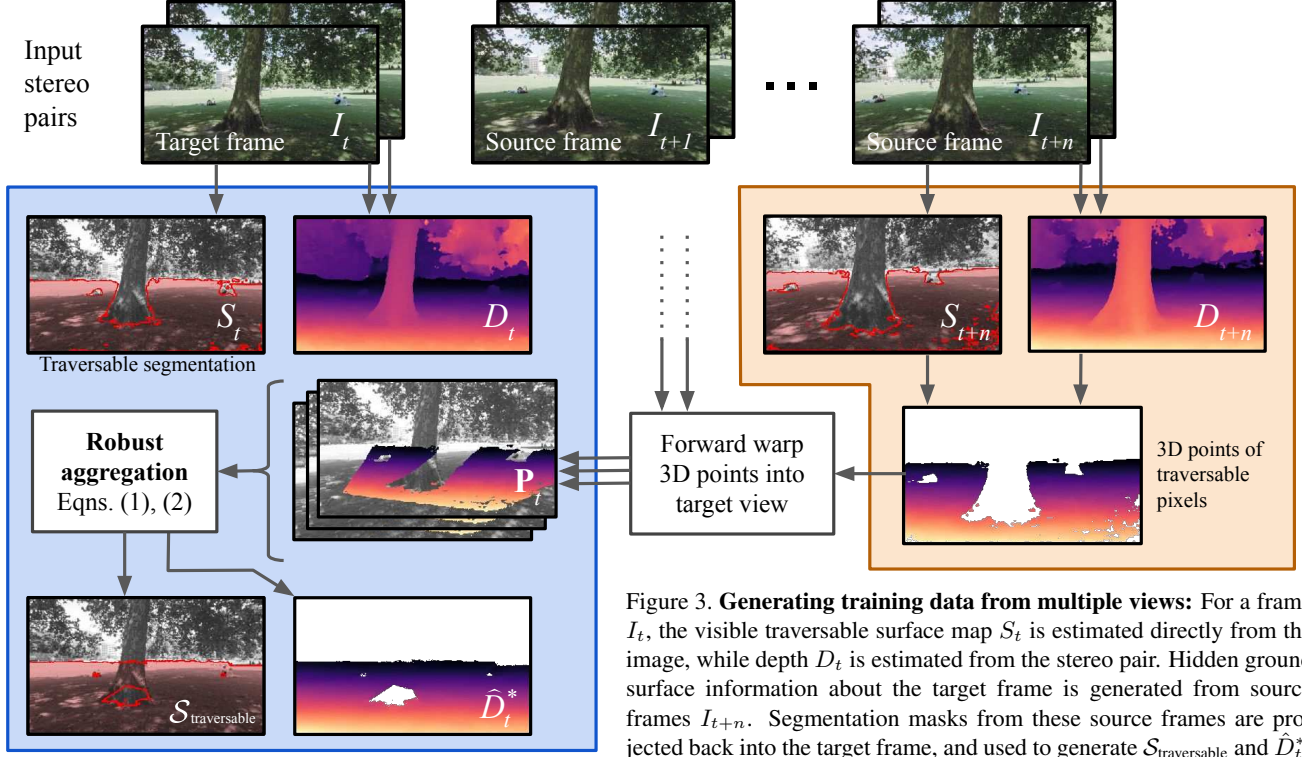 Input
stereo
pairs
Target frame I_t
Source frame I_{t+1}
Source frame I_{t+n}
S_t
D_t
S_{t+n}
D_{t+n}
Traversable segmentation
Robust
aggregation
Eqns. (1), (2)
P_t
Forward warp
3D points into
target view
3D points of
traversable
pixels
S_traversable
D̂*_t
Figure 3. Generating training data from multiple views: For a fram
I_t, the visible traversable surface map S_t is estimated directly from th
image, while depth D_t is estimated from the stereo pair. Hidden groun
surface information about the target frame is generated from sourc
frames I_{t+n}. Segmentation masks from these source frames are pro
jected back into the target frame, and used to generate S_traversable and D̂*_t